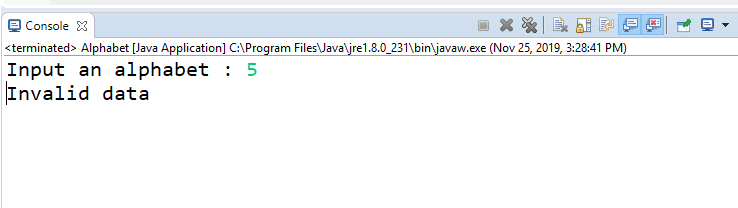 Console
<terminated> Alphabet [Java Application] C:\Program Files\Java\jre1.8.0_231\bin\javaw.exe (Nov 25, 2019, 3:28:41 PM)
Input an alphabet : 5
Invalid data